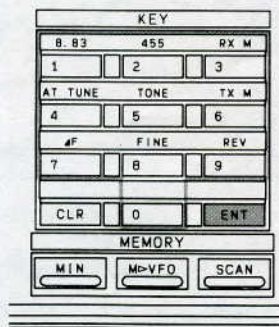 KEY
8.83 455 RX M
1 2 3
AT TUNE TONE TX M
4 5 6
⊿F FINE REV
7 8 9
CLR 0 ENT
MEMORY
MIN M▷VFO SCAN